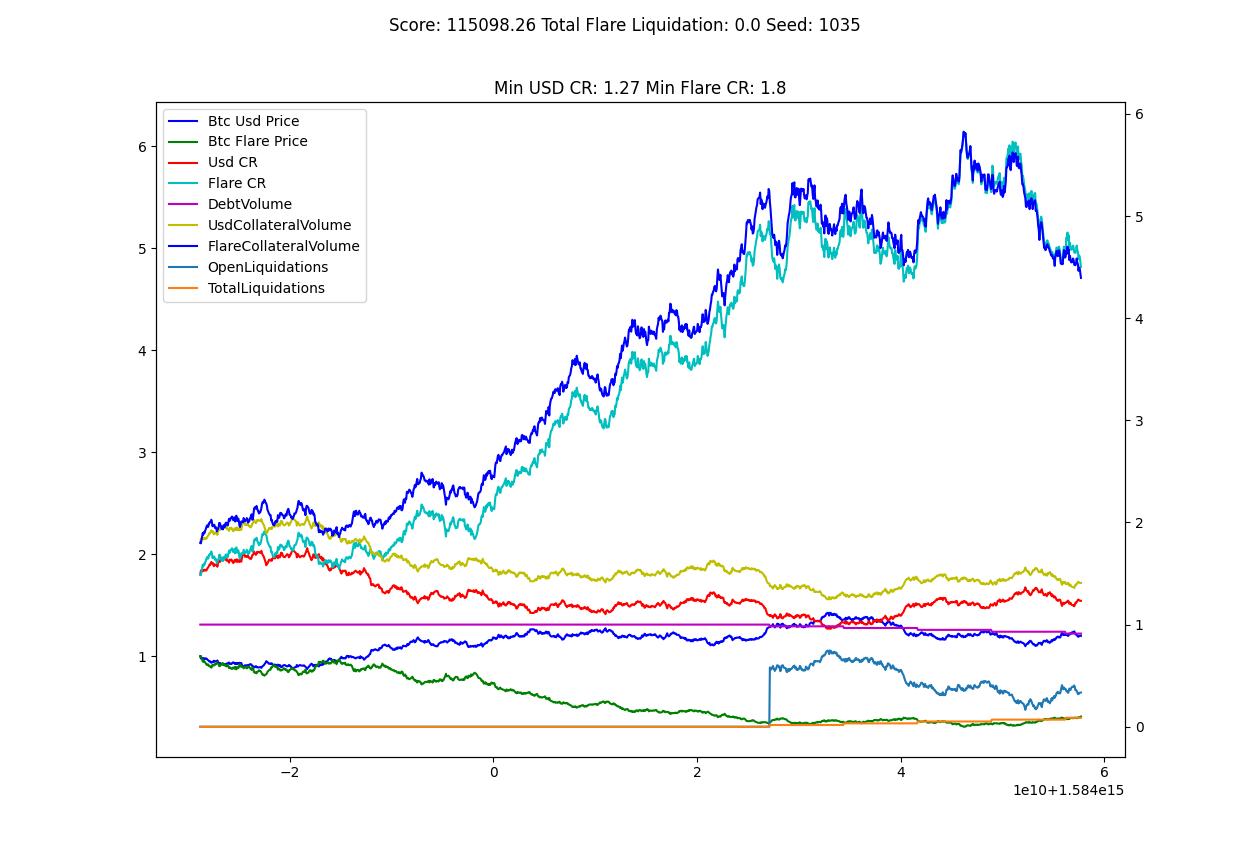 Score: 115098.26 Total Flare Liquidation: 0.0 Seed: 1035
Min USD CR: 1.27 Min Flare CR: 1.8
Btc Usd Price
Btc Flare Price
Usd CR
Flare CR
DebtVolume
UsdCollateralVolume
FlareCollateralVolume
OpenLiquidations
TotalLiquidations
6
5
4
3
2
1
6
5
4
3
2
1
0
−2
0
2
4
6
1e10+1.584e15